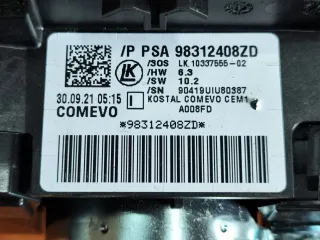 /P PSA 98312408ZD
/SOS LK 10337555-02
LK
/HW 6.3
/SW 10.2
/SN 90419UIU80387
30.09.21 05:15
KOSTAL COMEVO CEM1
COMEVO
A008FD
*98312408ZD*